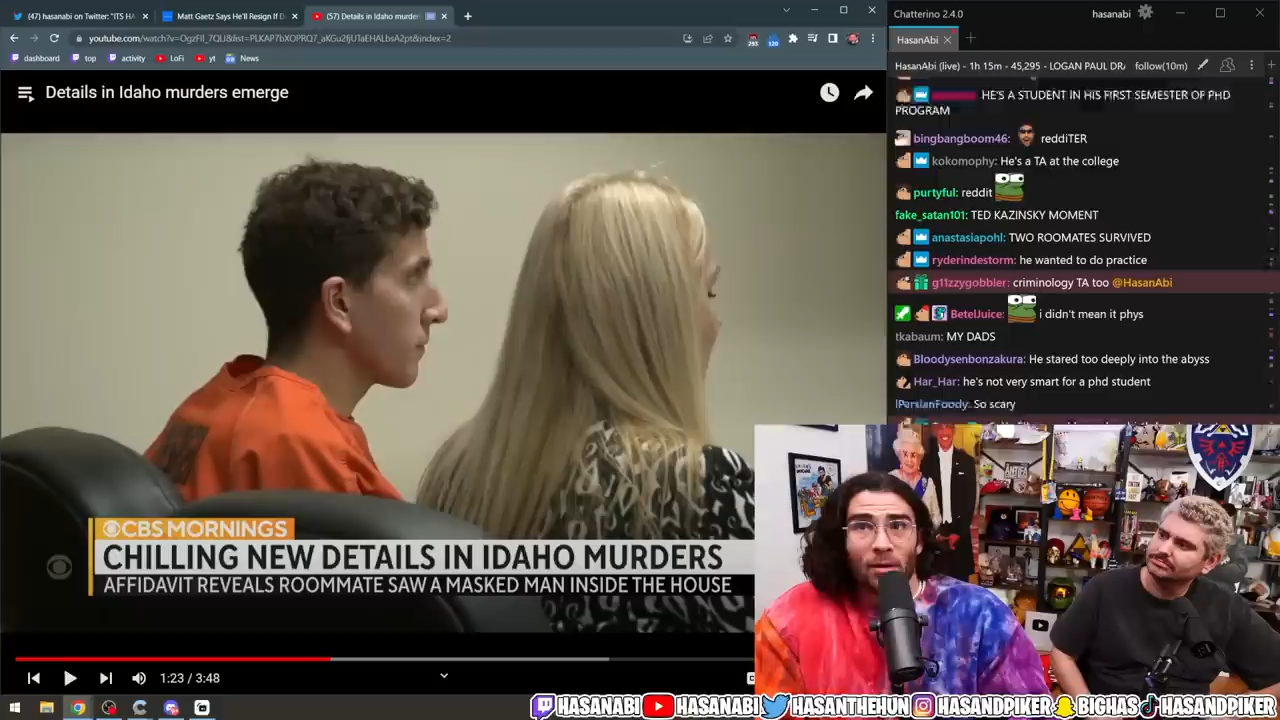 (47) hasanabi on Twitter: "ITS HA
Matt Gaetz Says He'll Resign If D
(57) Details in Idaho murder
youtube.com/watch?v=OgzFIl_7QLI&list=PLKAP7bXOPRQ7_aKGu2fjUTaEHALbsA2pt&index=2
293
120
dashboard
top
activity
LoFi
yt
News
Details in Idaho murders emerge
CBS MORNINGS
CHILLING NEW DETAILS IN IDAHO MURDERS
AFFIDAVIT REVEALS ROOMMATE SAW A MASKED MAN INSIDE THE HOUSE
1:23 / 3:48
Chatterino 2.4.0
hasanabi
HasanAbi
HasanAbi (live) - 1h 15m - 45,295 - LOGAN PAUL DR
follow(10m)
HE'S A STUDENT IN HIS FIRST SEMESTER OF PHD
PROGRAM
bingbangboom46: reddiTER
kokomophy: He's a TA at the college
purtyful: reddit
fake_satan101: TED KAZINSKY MOMENT
anastasiapohl: TWO ROOMATES SURVIVED
ryderindestorm: he wanted to do practice
g11zzygobbler: criminology TA too @HasanAbi
BetelJuice: i didn't mean it phys
tkabaum: MY DADS
Bloodysenbonzakura: He stared too deeply into the abyss
Har_Har: he's not very smart for a phd student
So scary
ANTIFA
HASANABI HASANABI HASANTHEHUN HASANDPIKER BIGHAS HASANDPIKER